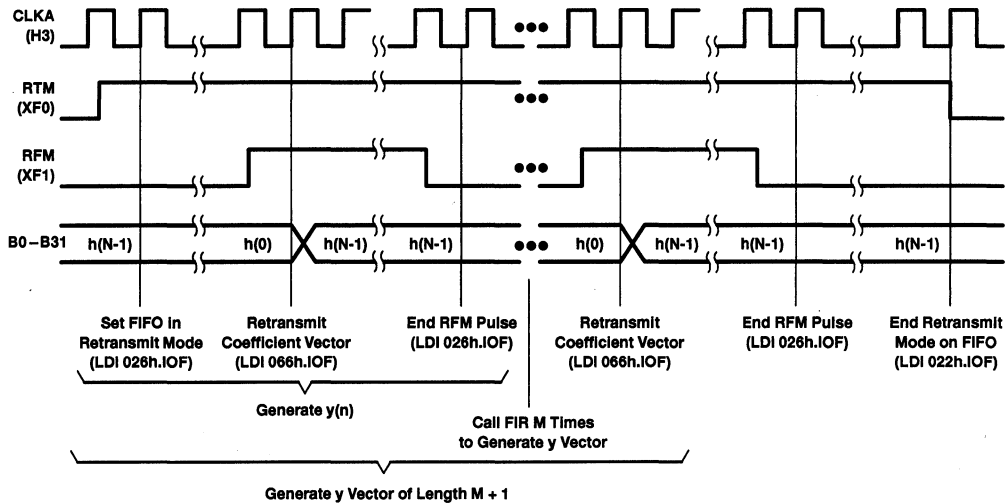 CLKA
(H3)
RTM
(XF0)
RFM
(XF1)
B0–B31
h(N-1)
h(0)
h(N-1)
h(N-1)
h(0)
h(N-1)
h(N-1)
h(N-1)
Set FIFO in
Retransmit Mode
(LDI 026h.IOF)
Retransmit
Coefficient Vector
(LDI 066h.IOF)
End RFM Pulse
(LDI 026h.IOF)
Retransmit
Coefficient Vector
(LDI 066h.IOF)
End RFM Pulse
(LDI 026h.IOF)
End Retransmit
Mode on FIFO
(LDI 022h.IOF)
Generate y(n)
Call FIR M Times
to Generate y Vector
Generate y Vector of Length M + 1